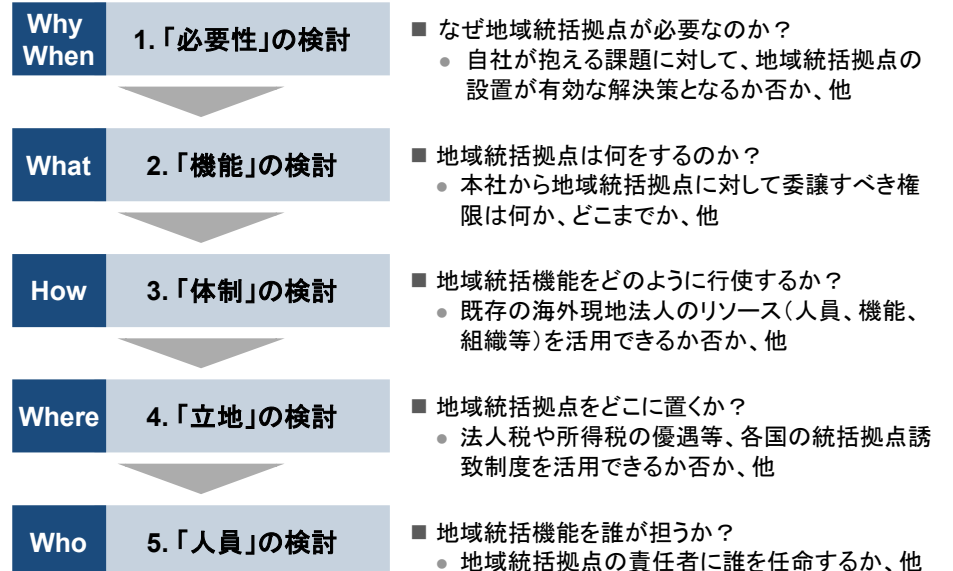 Why
When
1.「必要性」の検討
■ なぜ地域統括拠点が必要なのか？
● 自社が抱える課題に対して、地域統括拠点の
設置が有効な解決策となるか否か、他
What
2.「機能」の検討
■ 地域統括拠点は何をするのか？
● 本社から地域統括拠点に対して委譲すべき権
限は何か、どこまでか、他
How
3.「体制」の検討
■ 地域統括機能をどのように行使するか？
● 既存の海外現地法人のリソース（人員、機能、
組織等）を活用できるか否か、他
Where
4.「立地」の検討
■ 地域統括拠点をどこに置くか？
● 法人税や所得税の優遇等、各国の統括拠点誘
致制度を活用できるか否か、他
Who
5.「人員」の検討
■ 地域統括機能を誰が担うか？
● 地域統括拠点の責任者に誰を任命するか、他